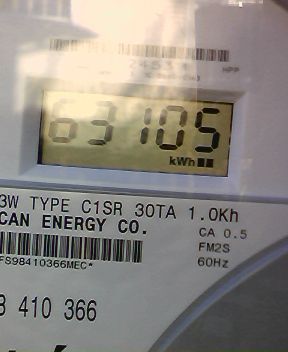 63105
kWh
3W TYPE C1SR 30TA 1.0Kh
CAN ENERGY CO.
CA 0.5
FM2S
FS98410366MEC*
60Hz
8 410 366